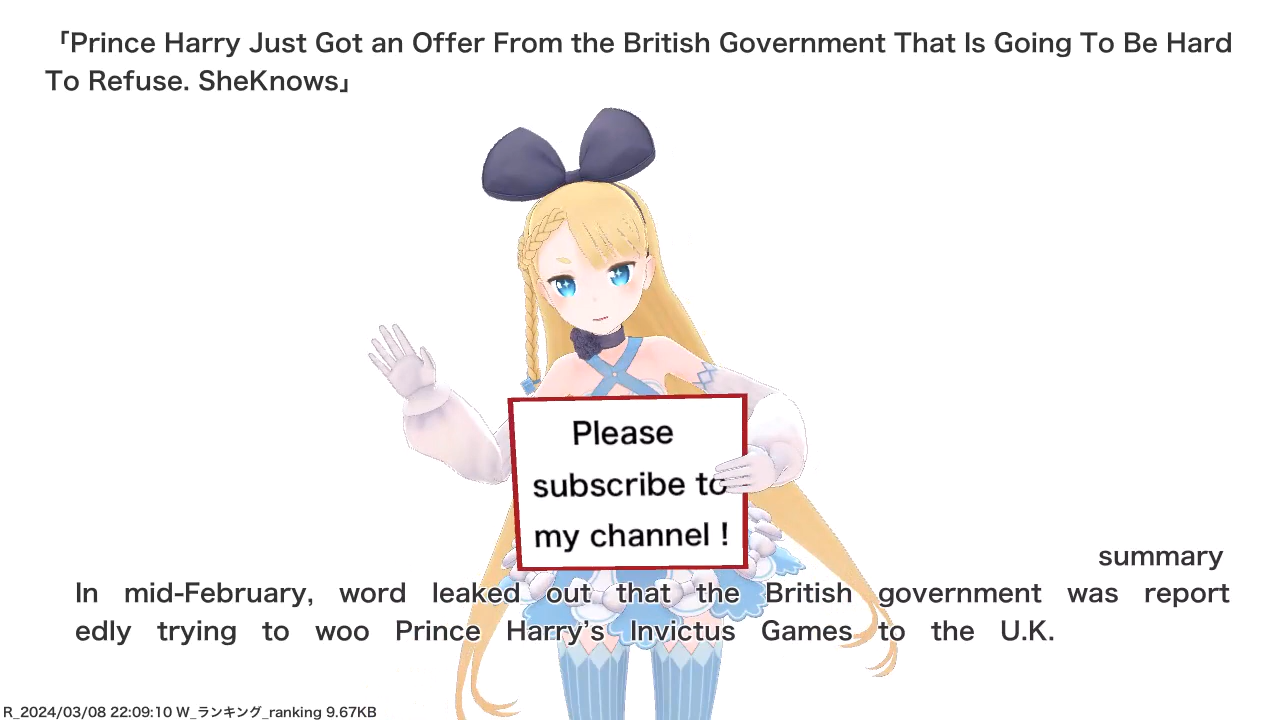 「Prince Harry Just Got an Offer From the British Government That Is Going To Be Hard
To Refuse. SheKnows」
Please
subscribe to
my channel !
summary
In mid-February, word leaked out that the British government was report
edly trying to woo Prince Harry’s Invictus Games to the U.K.
R_2024/03/08 22:09:10 W_ランキング_ranking 9.67KB